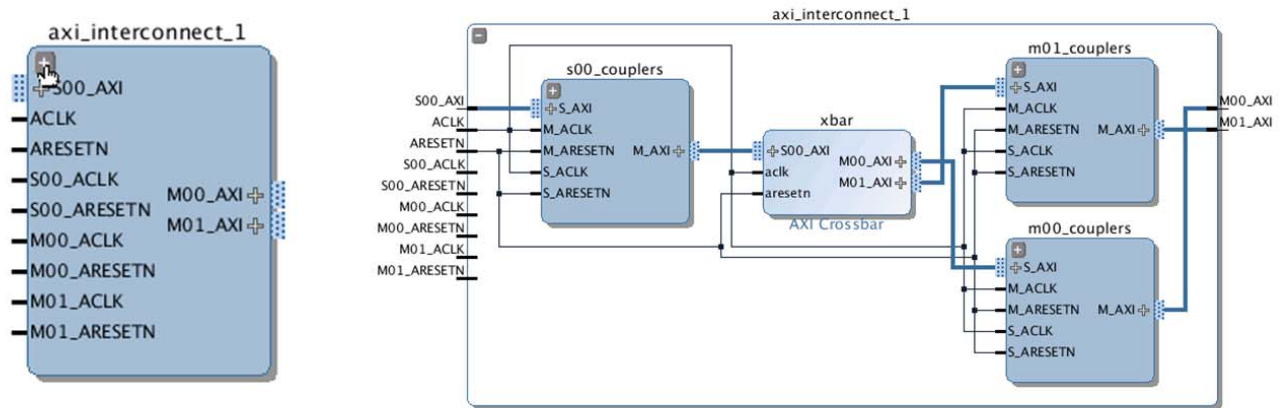 axi_interconnect_1
S00_AXI
ACLK
ARESETN
S00_ACLK
S00_ARESETN
M00_ACLK
M00_ARESETN
M01_ACLK
M01_ARESETN
M00_AXI
M01_AXI
axi_interconnect_1
S00_AXI
ACLK
ARESETN
S00_ACLK
S00_ARESETN
M00_ACLK
M00_ARESETN
M01_ACLK
M01_ARESETN
s00_couplers
S_AXI
M_ACLK
M_ARESETN
S_ACLK
S_ARESETN
M_AXI
xbar
S00_AXI
aclk
aresetn
M00_AXI
M01_AXI
AXI Crossbar
m01_couplers
S_AXI
M_ACLK
M_ARESETN
S_ACLK
S_ARESETN
M_AXI
m00_couplers
S_AXI
M_ACLK
M_ARESETN
S_ACLK
S_ARESETN
M_AXI
M00_AXI
M01_AXI